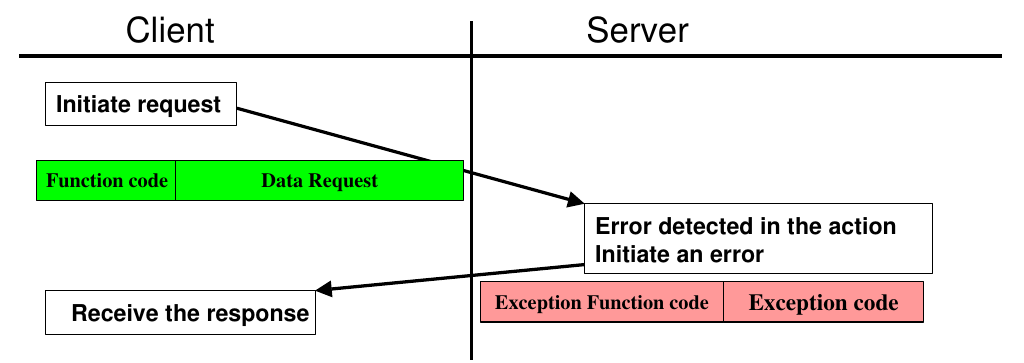 Client
Server
Initiate request
Function code
Data Request
Error detected in the action
Initiate an error
Exception Function code
Exception code
Receive the response